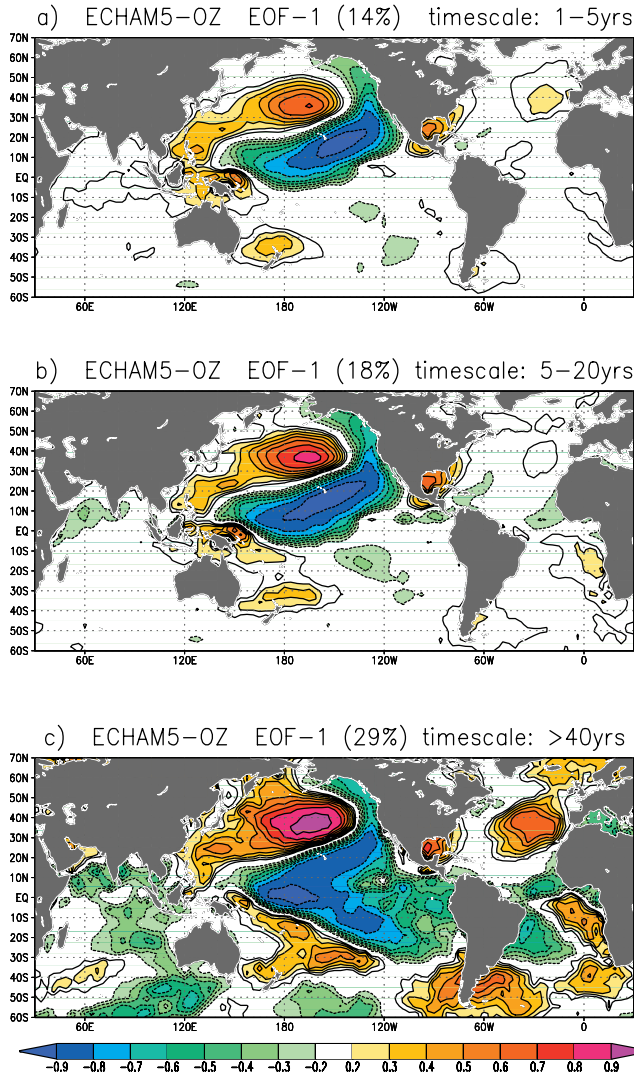 a) ECHAM5-OZ EOF-1 (14%) timescale: 1-5yrs
70N
60N
50N
40N
30N
20N
10N
EQ
10S
20S
30S
40S
50S
60S
60E 120E 180 120W 60W 0
b) ECHAM5-OZ EOF-1 (18%) timescale: 5-20yrs
70N
60N
50N
40N
30N
20N
10N
EQ
10S
20S
30S
40S
50S
60S
60E 120E 180 120W 60W 0
c) ECHAM5-OZ EOF-1 (29%) timescale: >40yrs
70N
60N
50N
40N
30N
20N
10N
EQ
10S
20S
30S
40S
50S
60S
60E 120E 180 120W 60W 0
-0.9 -0.8 -0.7 -0.6 -0.5 -0.4 -0.3 -0.2 0.2 0.3 0.4 0.5 0.6 0.7 0.8 0.9